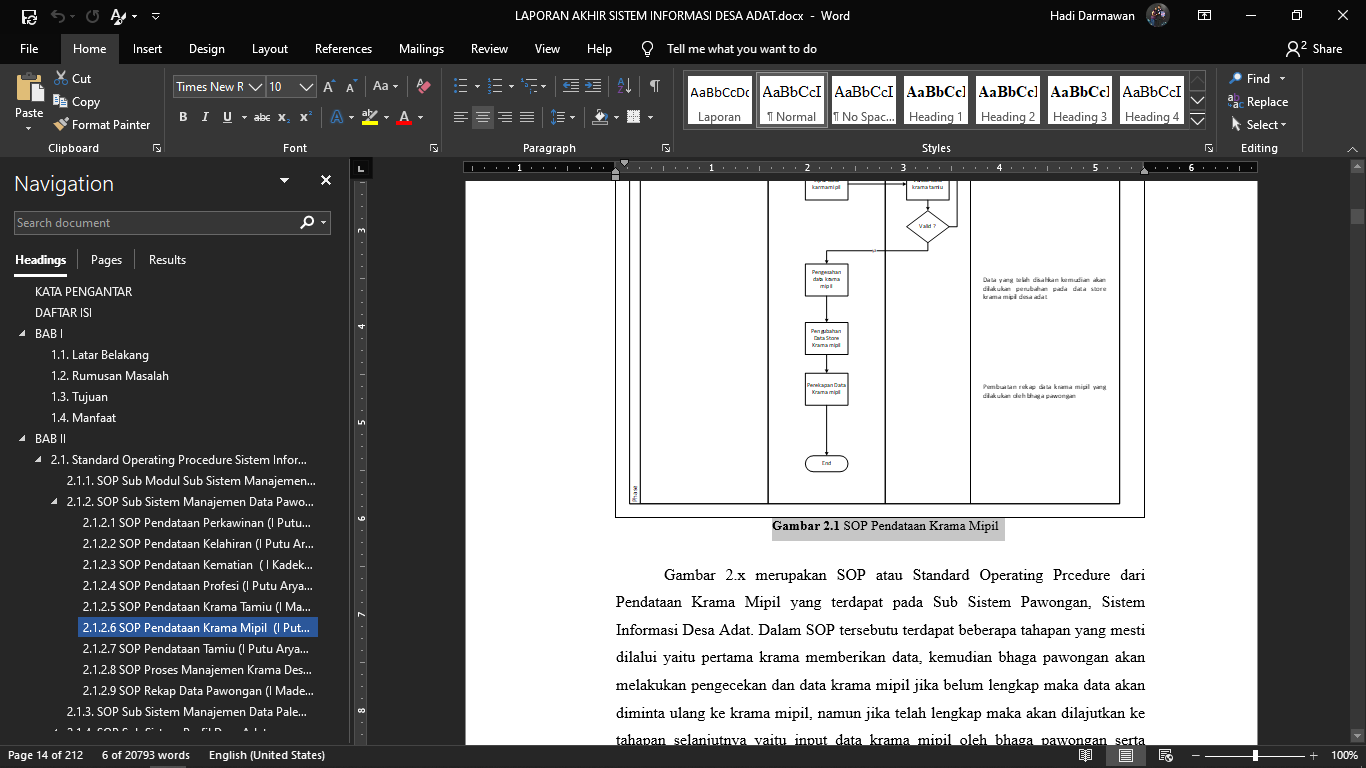 LAPORAN AKHIR SISTEM INFORMASI DESA ADAT.docx - Word
Hadi Darmawan
File Home Insert Design Layout References Mailings Review View Help Tell me what you want to do Share
Paste
Cut
Copy
Format Painter
Clipboard
Times New R 10
Font
Paragraph
AaBbCcDc AaBbCcI AaBbCcI AaBbCcl AaBbCcl AaBbCcl AaBbCcI
Laporan ¶ Normal ¶ No Spac... Heading 1 Heading 2 Heading 3 Heading 4
Styles
Find
Replace
Select
Editing
Navigation
Search document
Headings Pages Results
KATA PENGANTAR
DAFTAR ISI
BAB I
1.1. Latar Belakang
1.2. Rumusan Masalah
1.3. Tujuan
1.4. Manfaat
BAB II
2.1. Standard Operating Procedure Sistem Infor...
2.1.1. SOP Sub Modul Sub Sistem Manajemen...
2.1.2. SOP Sub Sistem Manajemen Data Pawo...
2.1.2.1 SOP Pendataan Perkawinan (I Putu...
2.1.2.2 SOP Pendataan Kelahiran (I Putu Ar...
2.1.2.3 SOP Pendataan Kematian ( I Kadek...
2.1.2.4 SOP Pendataan Profesi (I Putu Arya...
2.1.2.5 SOP Pendataan Krama Tamiu (I Ma...
2.1.2.6 SOP Pendataan Krama Mipil (I Put...
2.1.2.7 SOP Pendataan Tamiu (I Putu Arya...
2.1.2.8 SOP Proses Manajemen Krama Des...
2.1.2.9 SOP Rekap Data Pawongan (I Made...
2.1.3. SOP Sub Sistem Manajemen Data Pale...
1 1 2 3 4 5 6
3
4
5
6
7
8
krama mipil
krama tamiu
Valid ?
Pengesahan
data krama
mipil
Data yang telah disahkan kemudian akan
dilakukan perubahan pada data store
krama mipil desa adat
Pengubahan
Data Store
Krama mipil
Perekapan Data
Krama mipil
Pembuatan rekap data krama mipil yang
dilakukan oleh bhaga pawongan
End
Phase
Gambar 2.1 SOP Pendataan Krama Mipil
Gambar 2.x merupakan SOP atau Standard Operating Prcedure dari
Pendataan Krama Mipil yang terdapat pada Sub Sistem Pawongan, Sistem
Informasi Desa Adat. Dalam SOP tersebutu terdapat beberapa tahapan yang mesti
dilalui yaitu pertama krama memberikan data, kemudian bhaga pawongan akan
melakukan pengecekan dan data krama mipil jika belum lengkap maka data akan
diminta ulang ke krama mipil, namun jika telah lengkap maka akan dilajutkan ke
tahapan selanjutnya yaitu input data krama mipil oleh bhaga pawongan serta
Page 14 of 212 6 of 20793 words English (United States) 100%